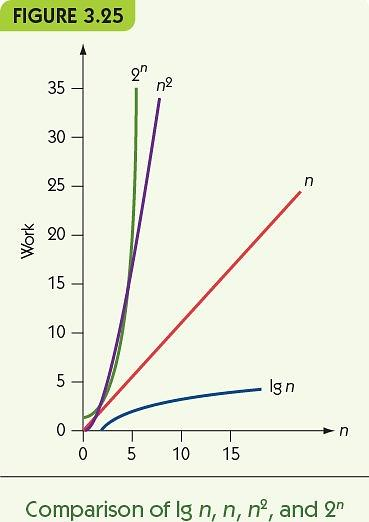 FIGURE 3.25
2ⁿ
n²
35
30
25
n
20
Work
15
10
5
lg n
0
n
0 5 10 15
Comparison of lg n, n, n², and 2ⁿ